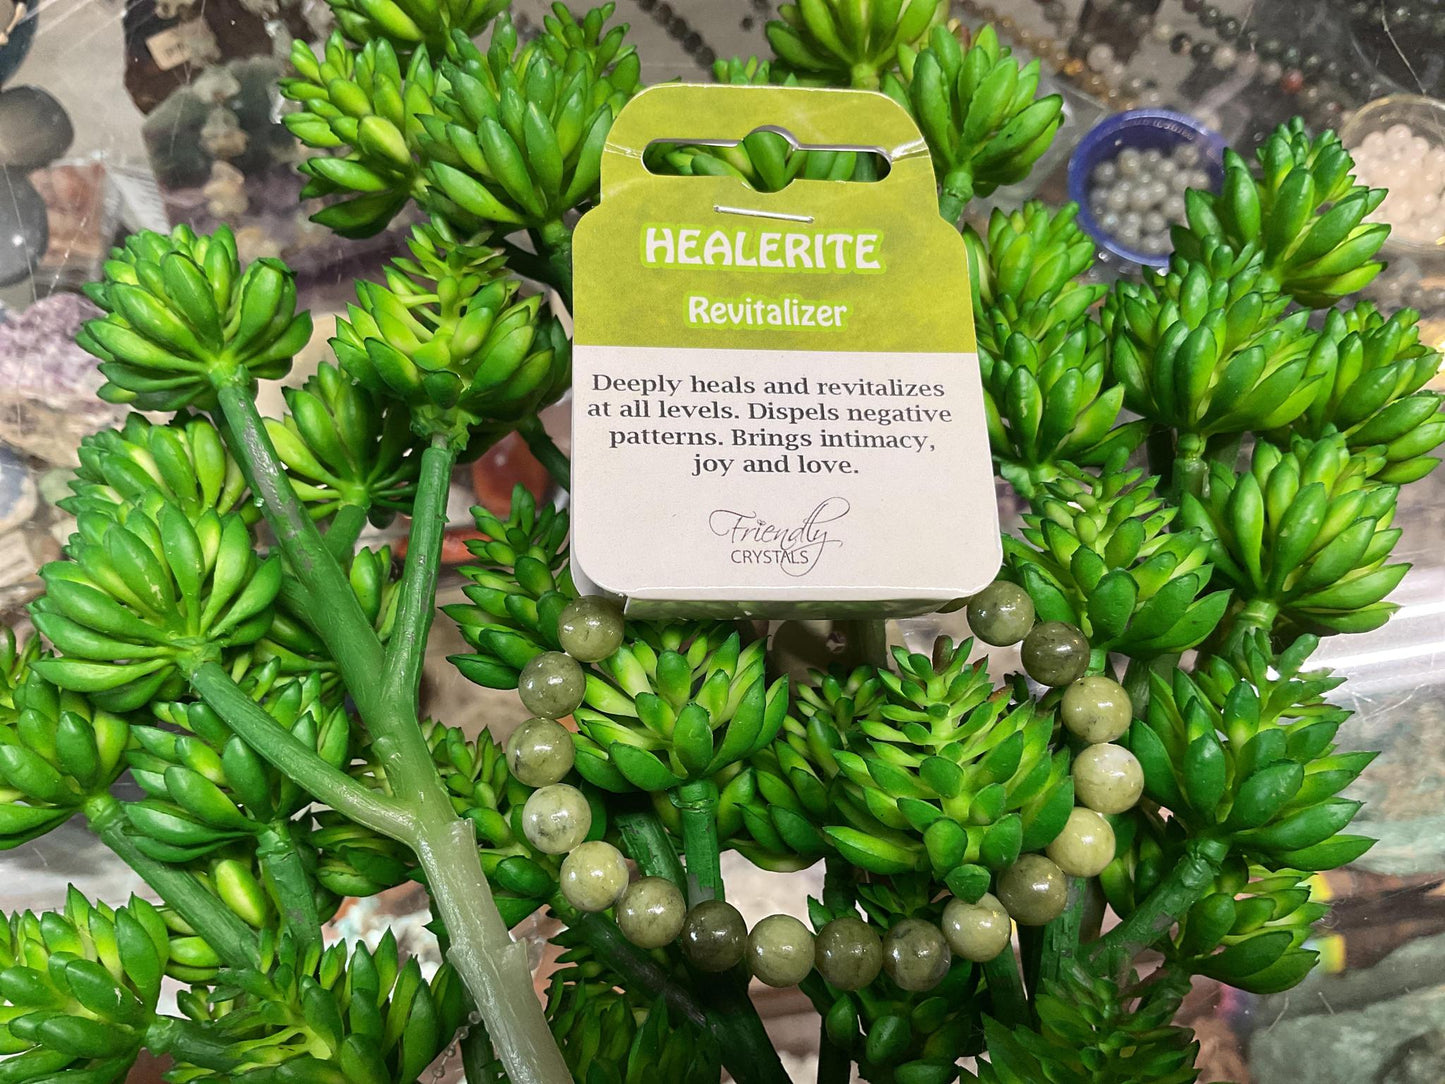 HEALERITE
Revitalizer
Deeply heals and revitalizes
at all levels. Dispels negative
patterns. Brings intimacy,
joy and love.
Friendly
CRYSTALS